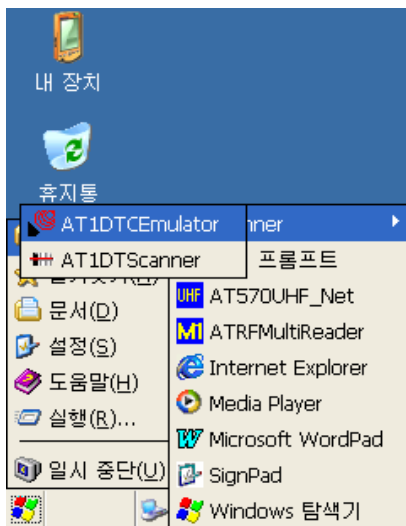 내 장치
휴지통
AT1DTCEmulator
AT1DTScanner
nner
프롬프트
AT570UHF_Net
ATRFMultiReader
Internet Explorer
Media Player
Microsoft WordPad
SignPad
Windows 탐색기
문서(D)
설정(S)
도움말(H)
실행(R)...
일시 중단(U)